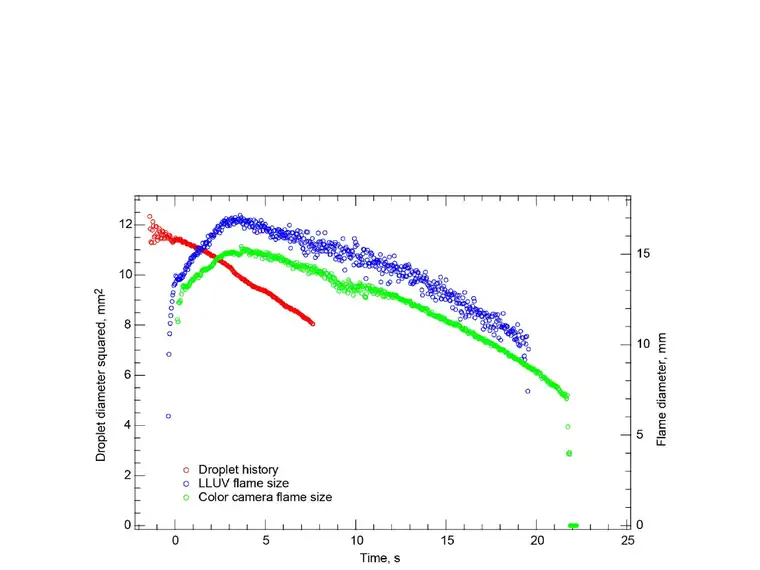 12
10
8
6
4
2
0
Droplet diameter squared, mm2
15
10
5
0
Flame diameter, mm
Droplet history
LLUV flame size
Color camera flame size
0 5 10 15 20 25
Time, s